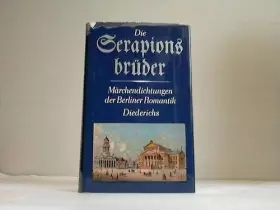 Die
Serapions
brüder
Märchendichtungen
der Berliner Romantik
Diederichs